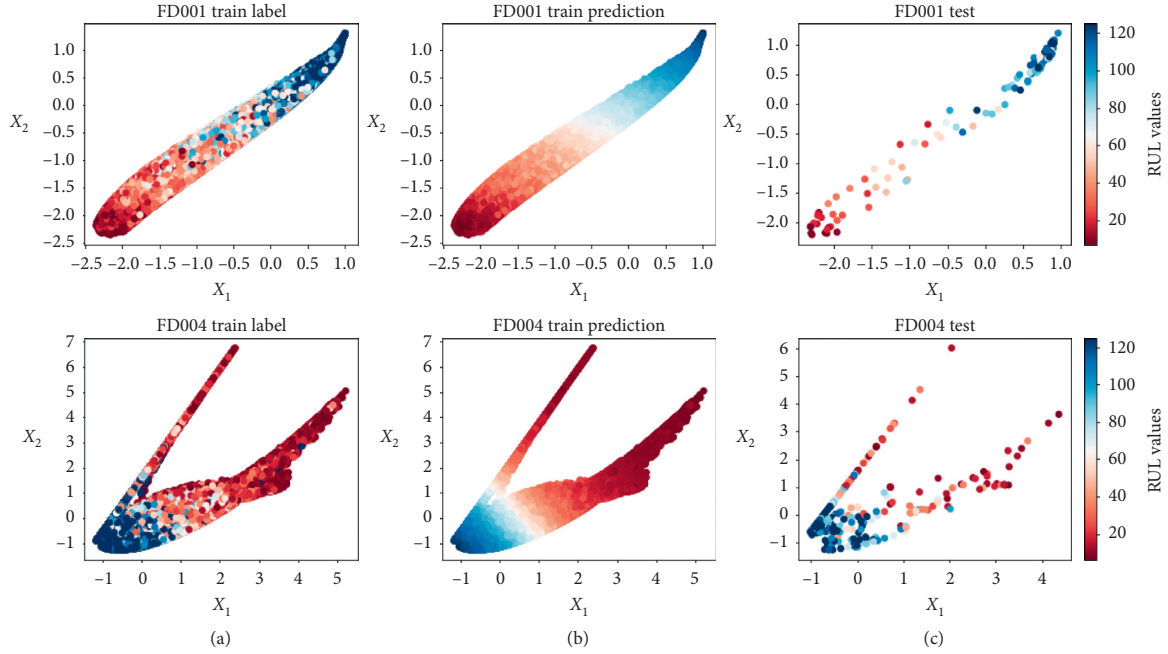 FD001 train label
1.0
0.5
0.0
–0.5
–1.0
–1.5
–2.0
–2.5
X2
–2.5 –2.0 –1.5 –1.0 –0.5 0.0 0.5 1.0
X1
FD001 train prediction
1.0
0.5
0.0
–0.5
–1.0
–1.5
–2.0
–2.5
X2
–2.5 –2.0 –1.5 –1.0 –0.5 0.0 0.5 1.0
X1
FD001 test
1.0
0.5
0.0
–0.5
–1.0
–1.5
–2.0
X2
–2.0 –1.5 –1.0 –0.5 0.0 0.5 1.0
X1
120
100
80
60
40
20
RUL values
FD004 train label
7
6
5
4
3
2
1
0
–1
X2
–1 0 1 2 3 4 5
X1
(a)
FD004 train prediction
7
6
5
4
3
2
1
0
–1
X2
–1 0 1 2 3 4 5
X1
(b)
FD004 test
6
5
4
3
2
1
0
–1
X2
–1 0 1 2 3 4
X1
(c)
120
100
80
60
40
20
RUL values